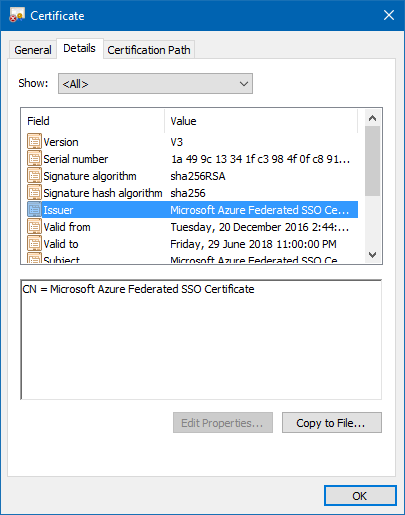 Certificate
General Details Certification Path
Show: <All>
Field Value
Version V3
Serial number 1a 49 9c 13 34 1f c3 98 4f 0f c8 91...
Signature algorithm sha256RSA
Signature hash algorithm sha256
Issuer Microsoft Azure Federated SSO Ce...
Valid from Tuesday, 20 December 2016 2:44:...
Valid to Friday, 29 June 2018 11:00:00 PM
Subject Microsoft Azure Federated SSO Ce...
CN = Microsoft Azure Federated SSO Certificate
Edit Properties... Copy to File...
OK